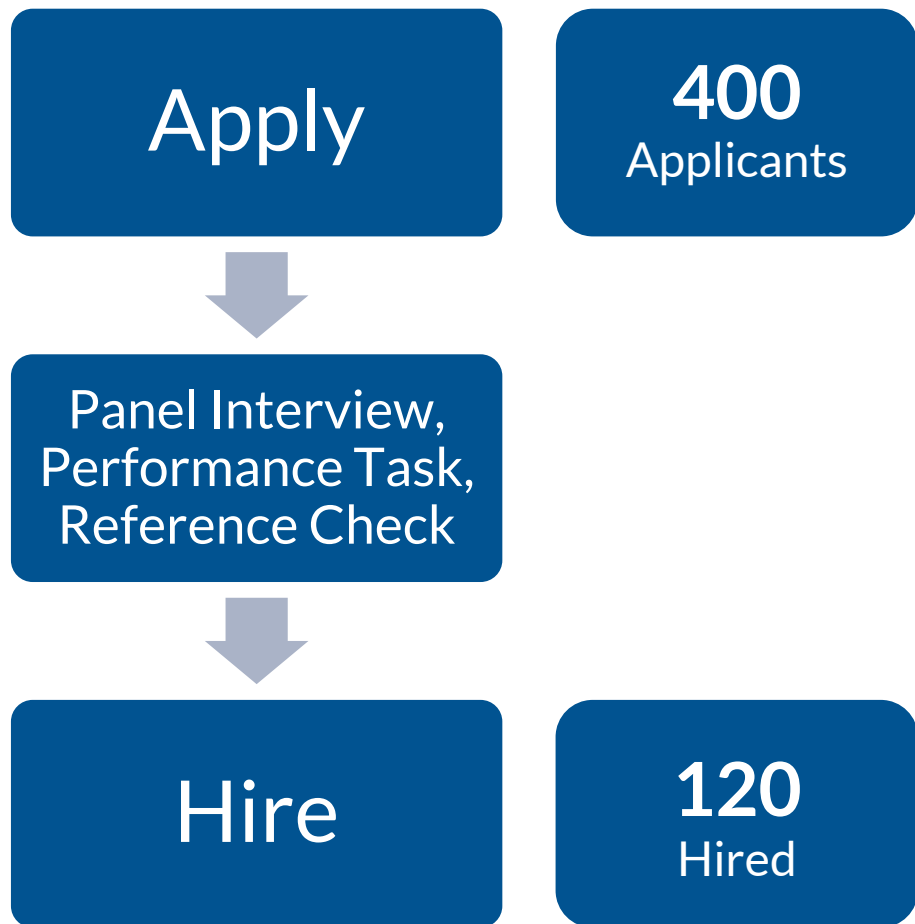 Apply
400
Applicants
Panel Interview,
Performance Task,
Reference Check
Hire
120
Hired